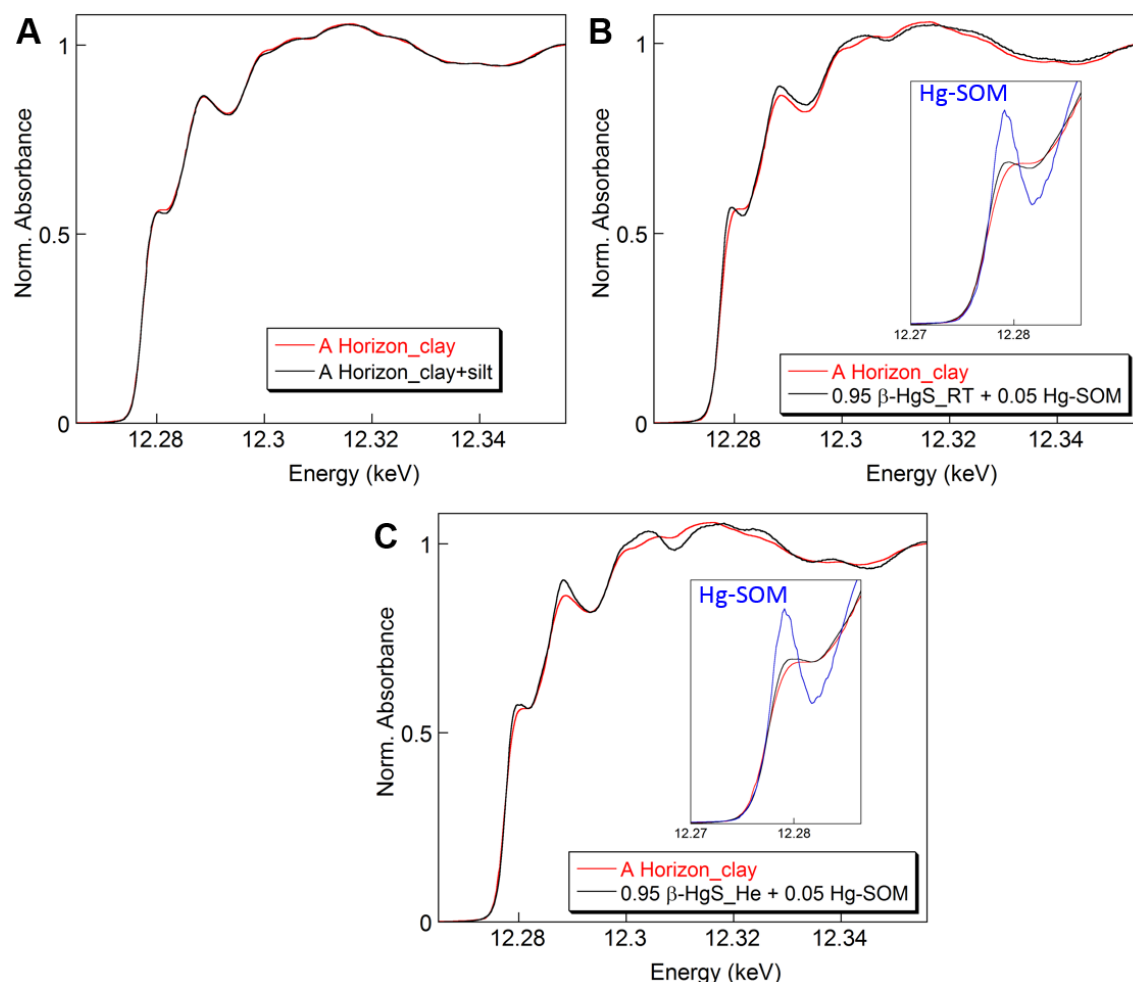 A
Norm. Absorbance
1
0.5
0
A Horizon_clay
A Horizon_clay+silt
12.28
12.3
12.32
12.34
Energy (keV)
B
Norm. Absorbance
1
0.5
0
Hg-SOM
12.27
12.28
A Horizon_clay
0.95 β-HgS_RT + 0.05 Hg-SOM
12.28
12.3
12.32
12.34
Energy (keV)
C
Norm. Absorbance
1
0.5
0
Hg-SOM
12.27
12.28
A Horizon_clay
0.95 β-HgS_He + 0.05 Hg-SOM
12.28
12.3
12.32
12.34
Energy (keV)